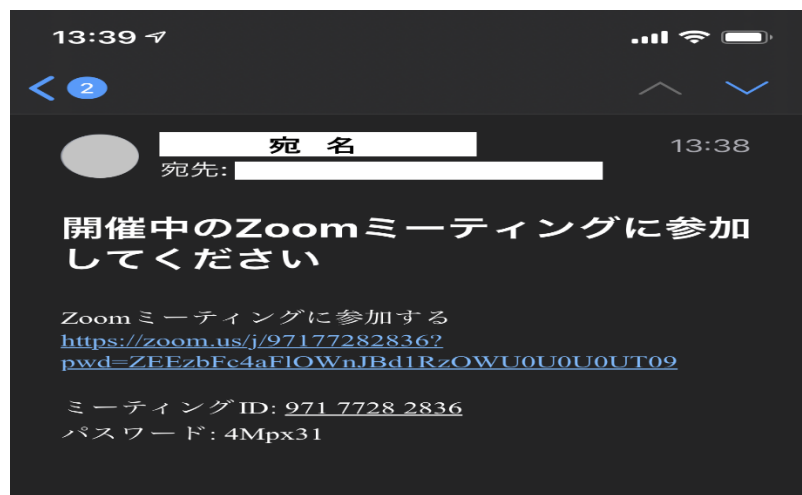 13:39
2
宛 名
13:38
宛先:
開催中のZoomミーティングに参加
してください
Zoomミーティングに参加する
https://zoom.us/j/97177282836?
pwd=ZEEzbFc4aFlOWnJBd1RzOWU0U0U0UT09
ミーティングID: 971 7728 2836
パスワード: 4Mpx31